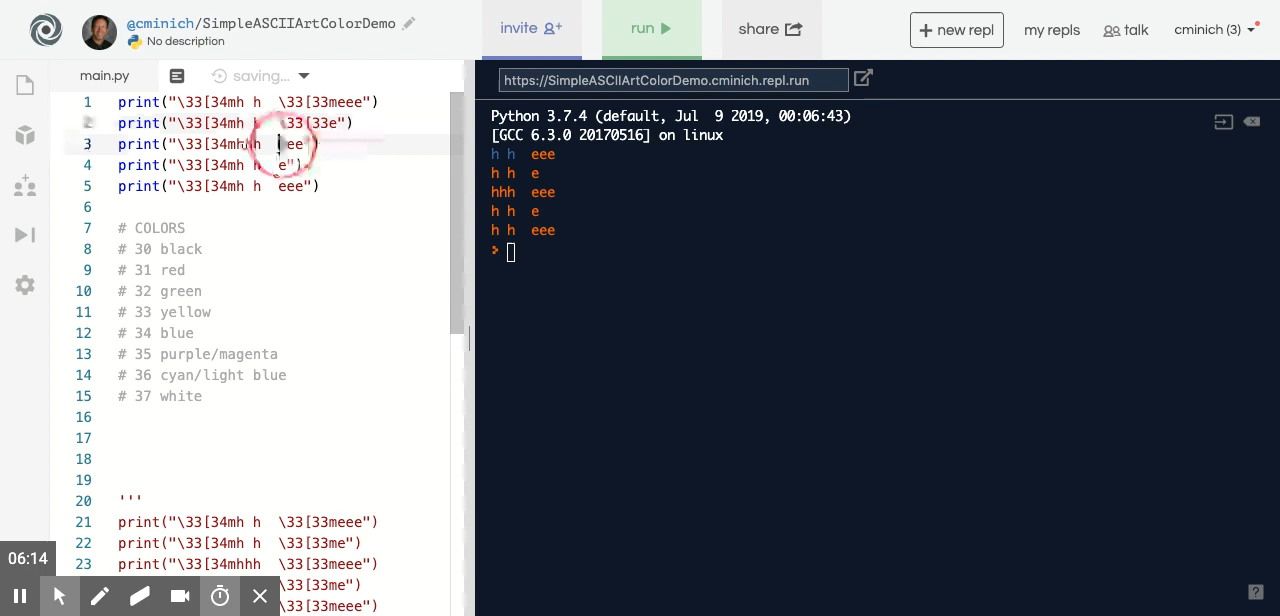 @cminich/SimpleASCIIArtColorDemo
No description
invite
run
share
+ new repl
my repls
talk
cminich (3)
main.py
saving...
https://SimpleASCIIArtColorDemo.cminich.repl.run
1 print("\33[34mh h  \33[33meee")
2 print("\33[34mh h  \33[33e")
3 print("\33[34mhhh  eee")
4 print("\33[34mh h  e")
5 print("\33[34mh h  eee")
6
7 # COLORS
8 # 30 black
9 # 31 red
10 # 32 green
11 # 33 yellow
12 # 34 blue
13 # 35 purple/magenta
14 # 36 cyan/light blue
15 # 37 white
16
17
18
19
20 '''
21 print("\33[34mh h  \33[33meee")
22 print("\33[34mh h  \33[33me")
23 print("\33[34mhhh  \33[33meee")
\33[33me")
\33[33meee")
06:14
Python 3.7.4 (default, Jul  9 2019, 00:06:43)
[GCC 6.3.0 20170516] on linux
h h  eee
h h  e
hhh  eee
h h  e
h h  eee
>
?